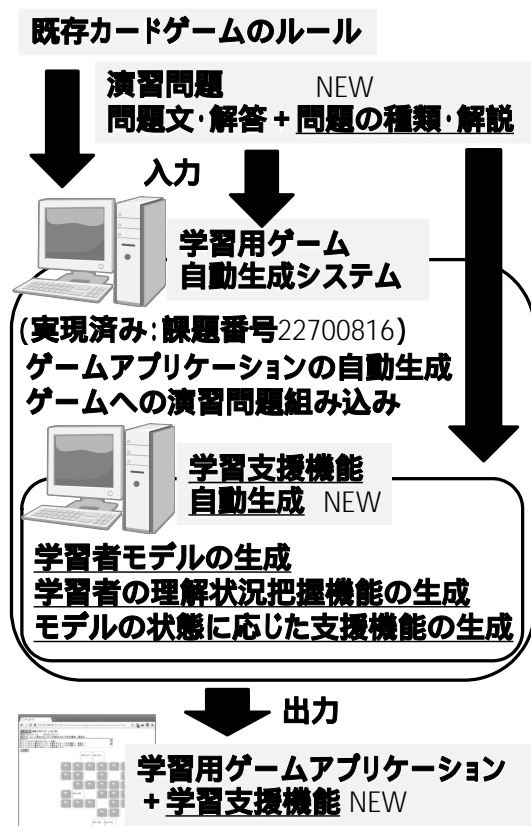 既存カードゲームのルール
演習問題 NEW
問題文・解答 + 問題の種類・解説
入力
学習用ゲーム
自動生成システム
(実現済み:課題番号22700816)
ゲームアプリケーションの自動生成
ゲームへの演習問題組み込み
学習支援機能
自動生成 NEW
学習者モデルの生成
学習者の理解状況把握機能の生成
モデルの状態に応じた支援機能の生成
出力
学習用ゲームアプリケーション
+ 学習支援機能 NEW